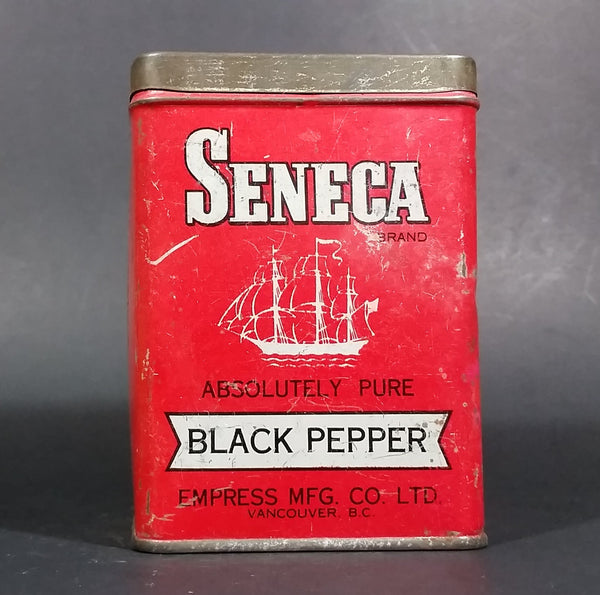 SENECA
BRAND
ABSOLUTELY PURE
BLACK PEPPER
EMPRESS MFG. CO. LTD.
VANCOUVER, B.C.